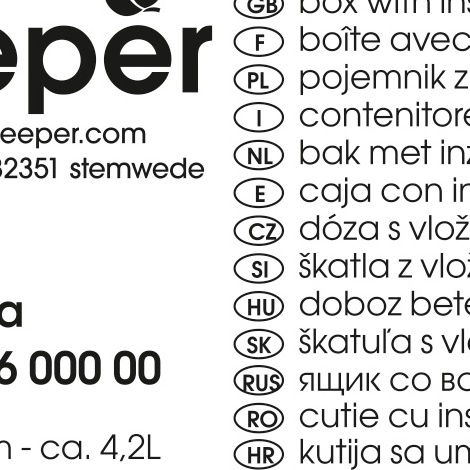 eper
eeper.com
32351 stemwede
a
6 000 00
n - ca. 4,2L
GB box with ins
F boîte avec
PL pojemnik z
I contenitore
NL bak met inz
E caja con in
CZ dóza s vlož
SI škatla z vlož
HU doboz bete
SK škatuľa s vl
RUS ящик со вс
RO cutie cu ins
HR kutija sa um